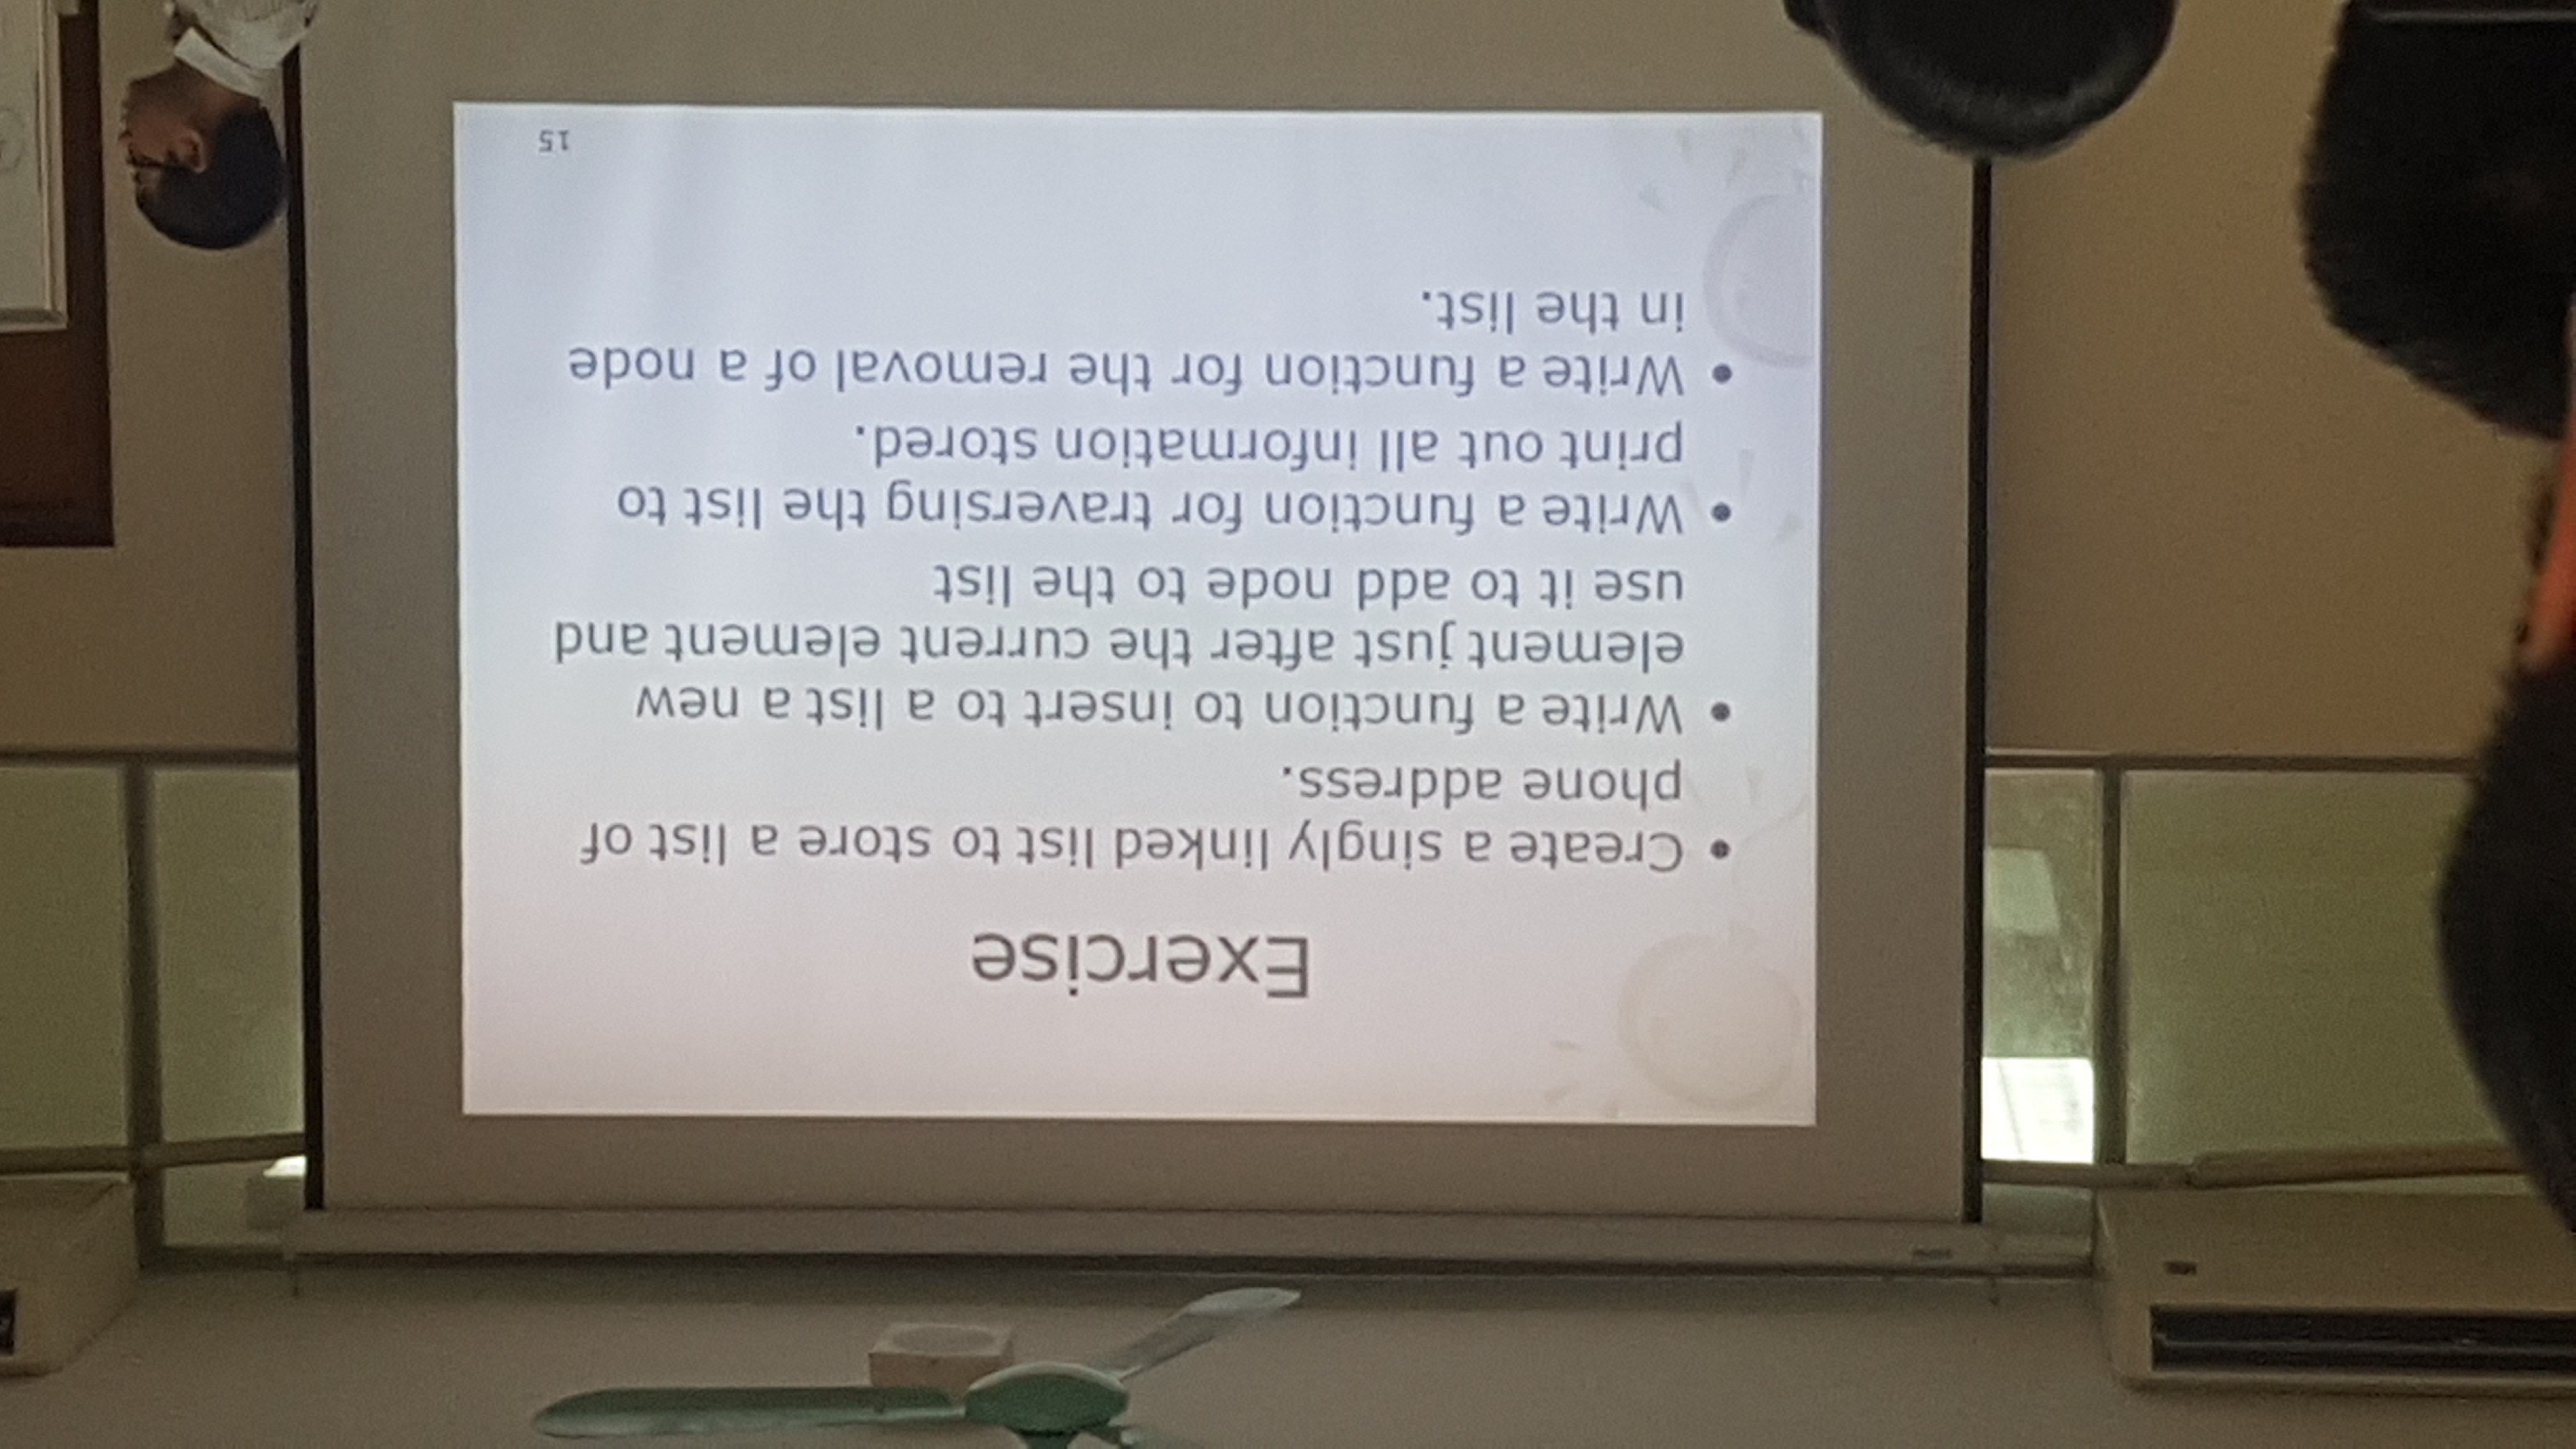 Exercise
• Create a singly linked list to store a list of
phone address.
• Write a function to insert to a list a new
element just after the current element and
use it to add node to the list
• Write a function for traversing the list to
print out all information stored.
• Write a function for the removal of a node
in the list.
15